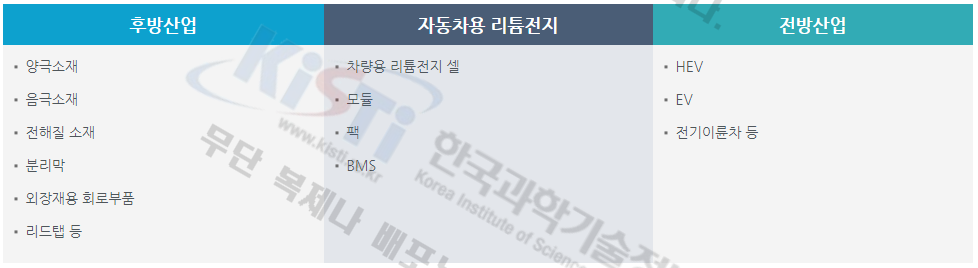 후방산업
양극소재
음극소재
전해질 소재
분리막
외장재용 회로부품
리드탭 등
자동차용 리튬전지
차량용 리튬전지 셀
모듈
팩
BMS
전방산업
HEV
EV
전기이륜차 등
KiSTi
www.kisti.re.kr
한국과학기술정
Korea Institute of Science
무단 복제나 배포